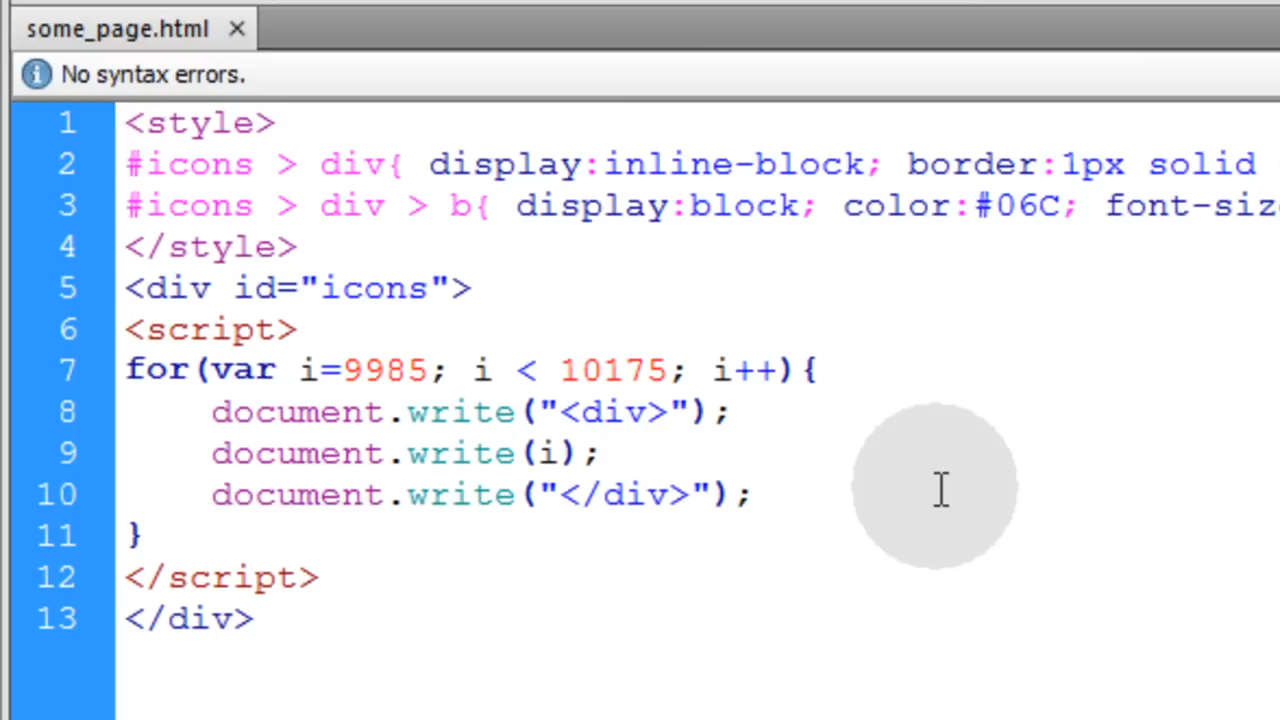 some_page.html ×
No syntax errors.
1 <style>
2 #icons > div{ display:inline-block; border:1px solid
3 #icons > div > b{ display:block; color:#06C; font-siz
4 </style>
5 <div id="icons">
6 <script>
7 for(var i=9985; i < 10175; i++){
8     document.write("<div>");
9     document.write(i);
10     document.write("</div>");
11 }
12 </script>
13 </div>